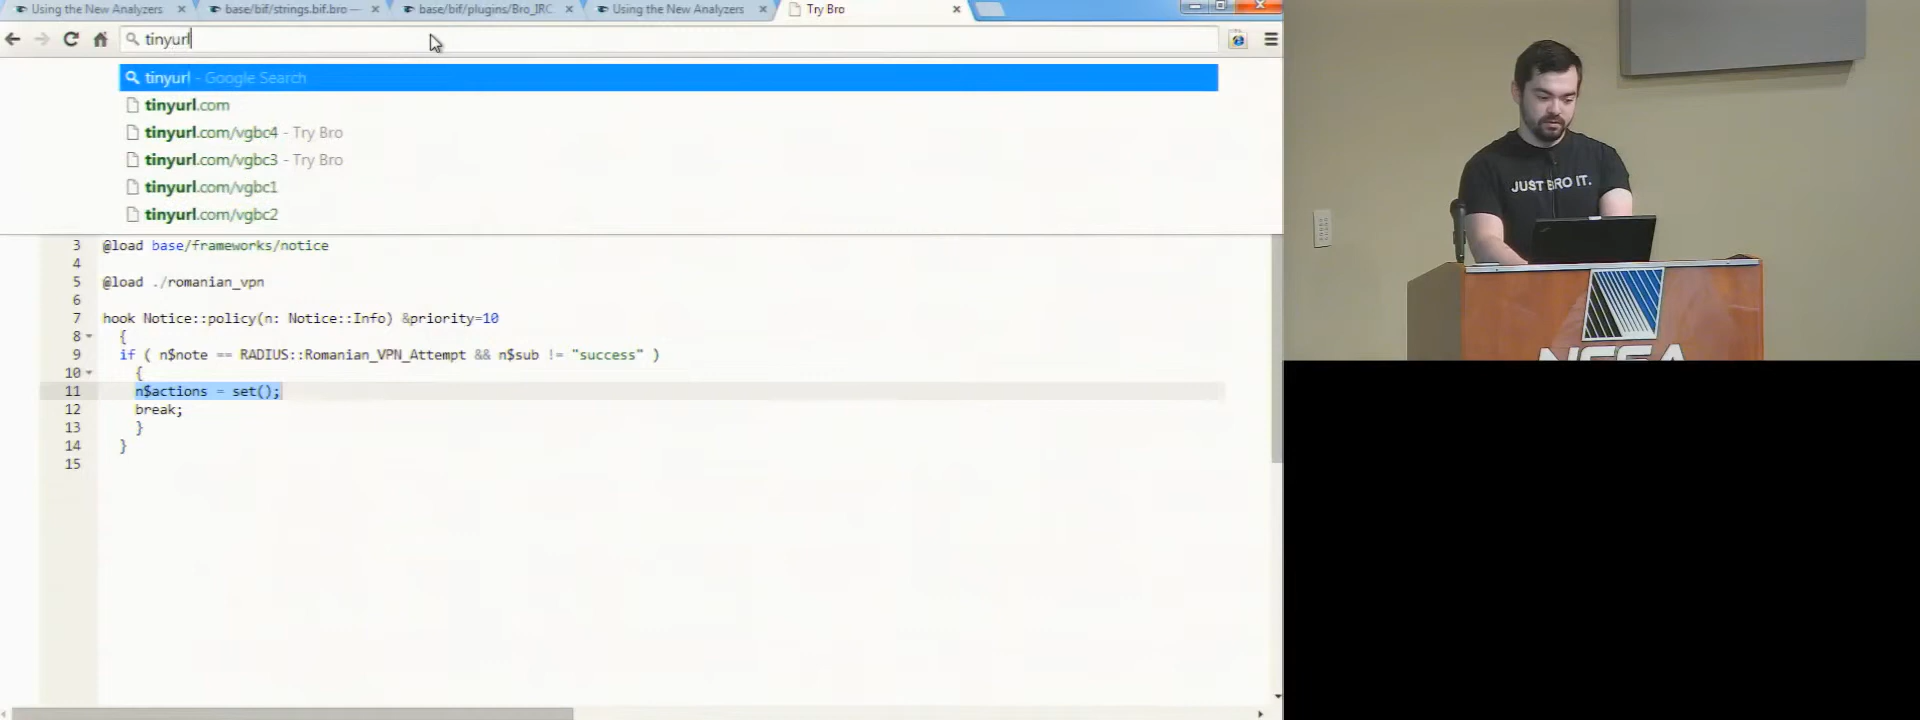 Using the New Analyzers
base/bif/strings.bif.bro —
base/bif/plugins/Bro_IRC.
Using the New Analyzers
Try Bro
tinyurl
tinyurl - Google Search
tinyurl.com
tinyurl.com/vgbc4 - Try Bro
tinyurl.com/vgbc3 - Try Bro
tinyurl.com/vgbc1
tinyurl.com/vgbc2
3 @load base/frameworks/notice
4
5 @load ./romanian_vpn
6
7 hook Notice::policy(n: Notice::Info) &priority=10
8 {
9 if ( n$note == RADIUS::Romanian_VPN_Attempt && n$sub != "success" )
10 {
11 n$actions = set();
12 break;
13 }
14 }
15
JUST BRO IT.
NCSA